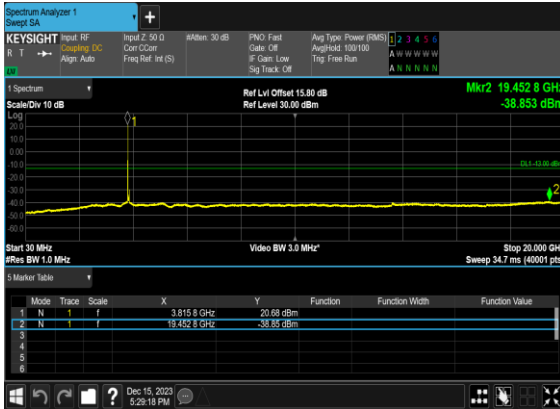 Spectrum Analyzer 1
Swept SA
+
KEYSIGHT Input: RF Input Z: 50 Ω #Atten: 30 dB PNO: Fast Avg Type: Power (RMS) 1 2 3 4 5 6
R T Coupling: DC Corr CCorr Gate: Off Avg|Hold: 100/100 A W W W W W
Align: Auto Freq Ref: Int (S) IF Gain: Low Trig: Free Run
Sig Track: Off A N N N N N
1 Spectrum Ref Lvl Offset 15.80 dB Mkr2 19.452 8 GHz
Scale/Div 10 dB Ref Level 30.00 dBm -38.853 dBm
Log
20.0 1
10.0
0.00
-10.0 DL1 -13.00 dBm
-20.0
-30.0 2
-40.0
-50.0
-60.0
Start 30 MHz Video BW 3.0 MHz* Stop 20.000 GHz
#Res BW 1.0 MHz Sweep 34.7 ms (40001 pts)
5 Marker Table
Mode Trace Scale X Y Function Function Width Function Value
1 N 1 f 3.815 8 GHz 20.68 dBm
2 N 1 f 19.452 8 GHz -38.85 dBm
3
4
5
6
? Dec 15, 2023
5:29:18 PM